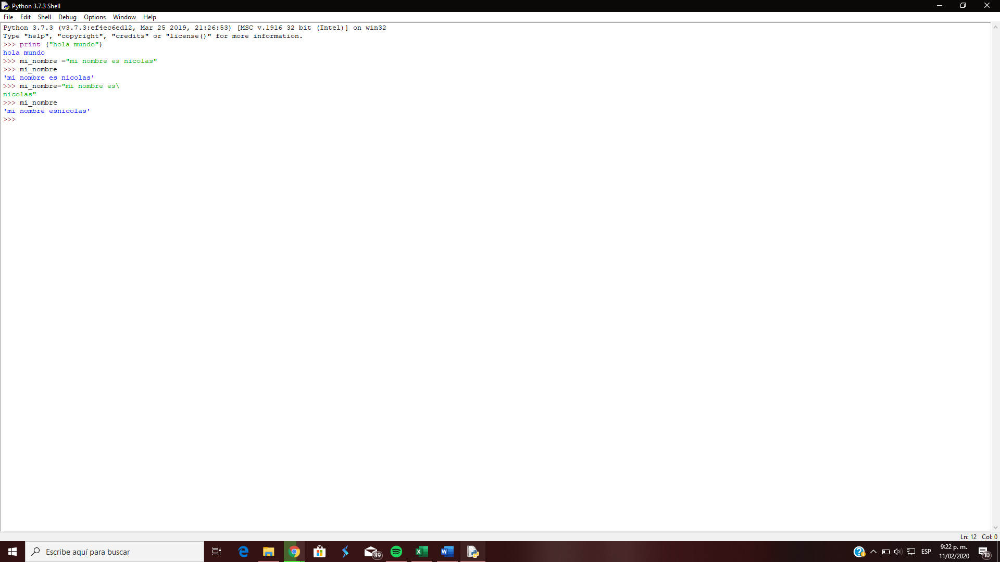 Python 3.7.3 Shell
File Edit Shell Debug Options Window Help
Python 3.7.3 (v3.7.3:ef4ec6ed12, Mar 25 2019, 21:26:53) [MSC v.1916 32 bit (Intel)] on win32
Type "help", "copyright", "credits" or "license()" for more information.
>>> print ("hola mundo")
hola mundo
>>> mi_nombre ="mi nombre es nicolas"
>>> mi_nombre
'mi nombre es nicolas'
>>> mi_nombre="mi nombre es\
nicolas"
>>> mi_nombre
'mi nombre esnicolas'
>>>
Ln: 12 Col: 0
Escribe aquí para buscar
39
ESP
9:22 p. m.
11/02/2020
10